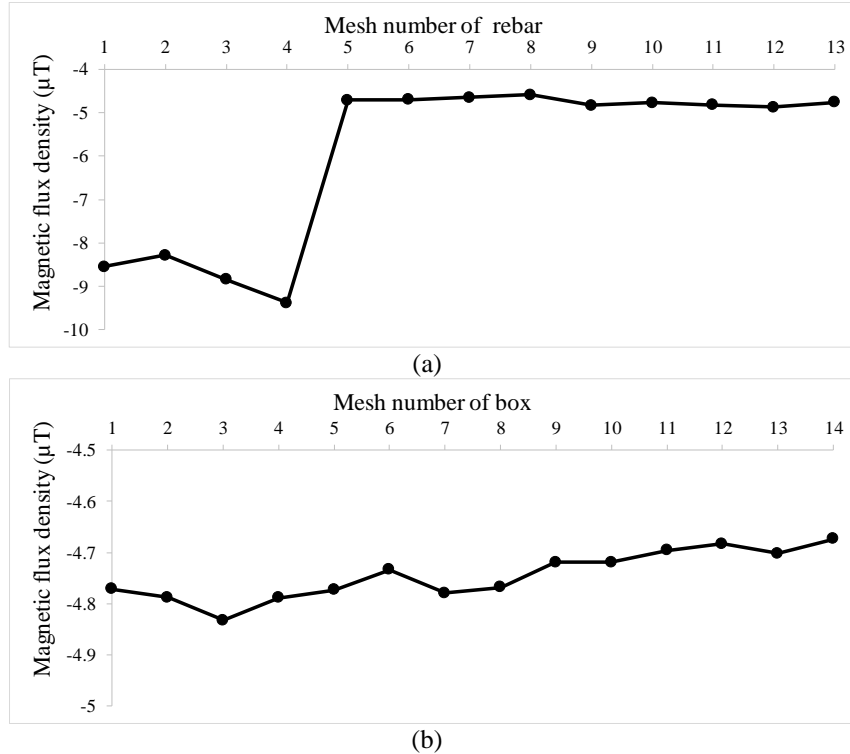 Mesh number of rebar
1 2 3 4 5 6 7 8 9 10 11 12 13
Magnetic flux density (µT)
-4
-5
-6
-7
-8
-9
-10
(a)
Mesh number of box
1 2 3 4 5 6 7 8 9 10 11 12 13 14
Magnetic flux density (µT)
-4.5
-4.6
-4.7
-4.8
-4.9
-5
(b)